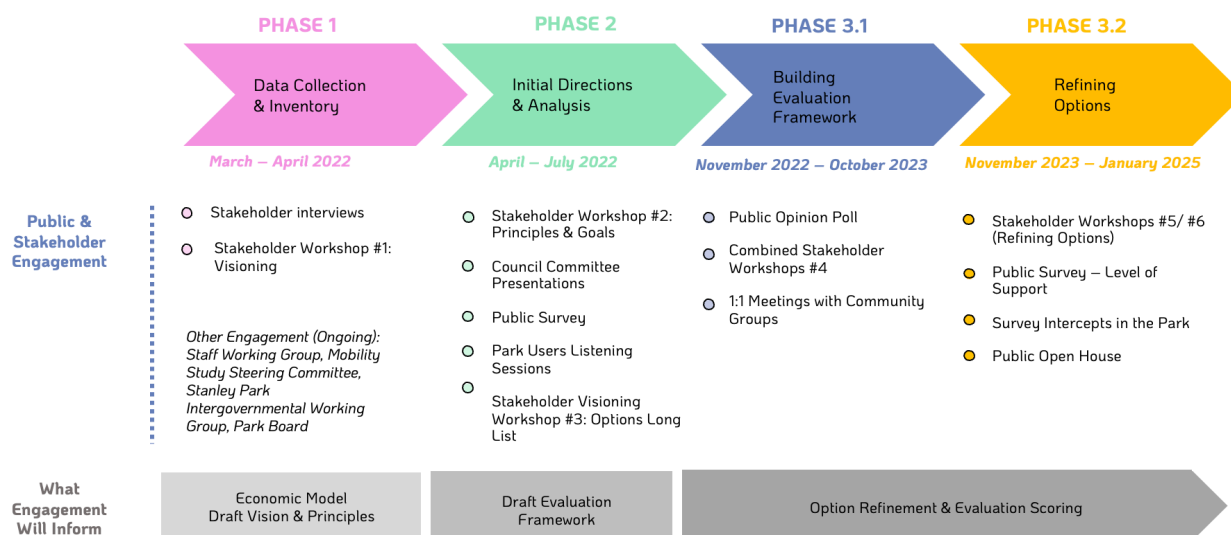 PHASE 1
PHASE 2
PHASE 3.1
PHASE 3.2
Data Collection
& Inventory
Initial Directions
& Analysis
Building
Evaluation
Framework
Refining
Options
March – April 2022
April – July 2022
November 2022 – October 2023
November 2023 – January 2025
Public &
Stakeholder
Engagement
Stakeholder interviews
Stakeholder Workshop #1:
Visioning
Other Engagement (Ongoing):
Staff Working Group, Mobility
Study Steering Committee,
Stanley Park
Intergovernmental Working
Group, Park Board
Stakeholder Workshop #2:
Principles & Goals
Council Committee
Presentations
Public Survey
Park Users Listening
Sessions
Stakeholder Visioning
Workshop #3: Options Long
List
Public Opinion Poll
Combined Stakeholder
Workshops #4
1:1 Meetings with Community
Groups
Stakeholder Workshops #5/ #6
(Refining Options)
Public Survey – Level of
Support
Survey Intercepts in the Park
Public Open House
What
Engagement
Will Inform
Economic Model
Draft Vision & Principles
Draft Evaluation
Framework
Option Refinement & Evaluation Scoring